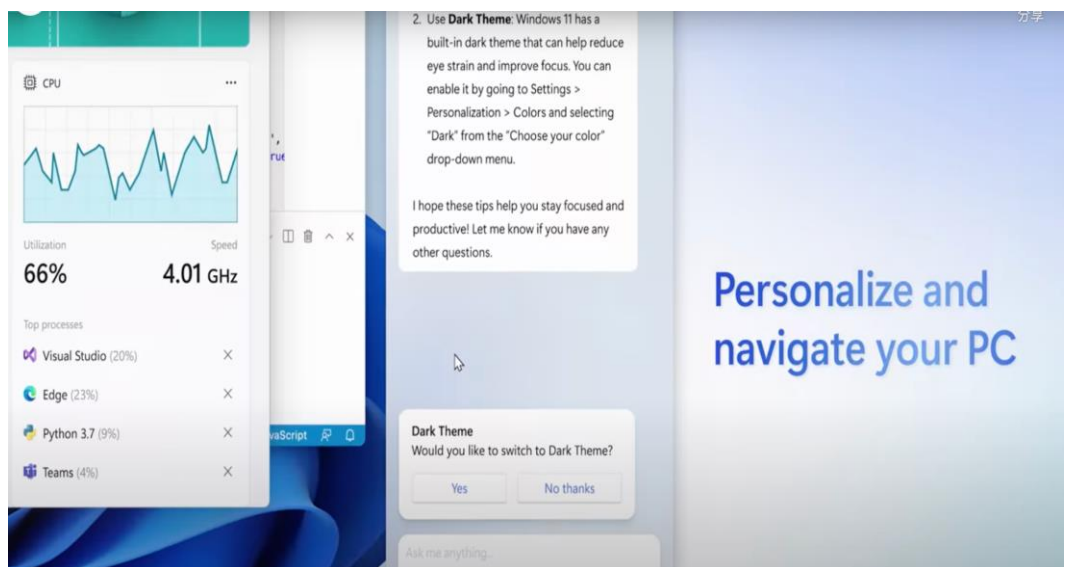 分享
CPU
Utilization
Speed
66%
4.01 GHz
Top processes
Visual Studio (20%)
Edge (23%)
Python 3.7 (9%)
Teams (4%)
',
rue
vaScript
2. Use Dark Theme: Windows 11 has a
built-in dark theme that can help reduce
eye strain and improve focus. You can
enable it by going to Settings >
Personalization > Colors and selecting
"Dark" from the "Choose your color"
drop-down menu.
I hope these tips help you stay focused and
productive! Let me know if you have any
other questions.
Dark Theme
Would you like to switch to Dark Theme?
Yes
No thanks
Ask me anything...
Personalize and
navigate your PC